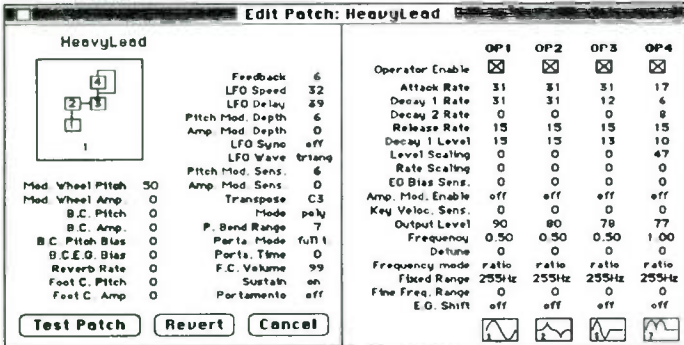 Edit Patch: HeavyLead
HeavyLead
4
2 3
1
1
Mod. Wheel Pitch 50
Mod. Wheel Amp. 0
B.C. Pitch 0
B.C. Amp. 0
B.C. Pitch Bias 0
B.C.E.G. Bias 0
Reverb Rate 0
Foot C. Pitch 0
Foot C. Amp 0
Feedback 6
LFO Speed 32
LFO Delay 39
Pitch Mod. Depth 6
Amp. Mod. Depth 0
LFO Sync off
LFO Wave triang
Pitch Mod. Sens. 6
Amp. Mod. Sens. 0
Transpose C3
Mode poly
P. Bend Range 7
Porta. Mode full t
Porta. Time 0
F.C. Volume 99
Sustain on
Portamento off
Test Patch Revert Cancel
OP1 OP2 OP3 OP4
Operator Enable
Attack Rate 31 31 31 17
Decay 1 Rate 31 31 12 6
Decay 2 Rate 0 0 0 8
Release Rate 15 15 15 15
Decay 1 Level 15 15 13 10
Level Scaling 0 0 0 47
Rate Scaling 0 0 0 0
EG Bias Sens. 0 0 0 0
Amp. Mod. Enable off off off off
Key Veloc. Sens. 0 0 0 0
Output Level 90 80 78 77
Frequency 0.50 0.50 0.50 1.00
Detune 0 0 0 0
Frequency mode ratio ratio ratio ratio
Fixed Range 255Hz 255Hz 255Hz 255Hz
Fine Freq. Range 0 0 0 0
E.G. Shift off off off off